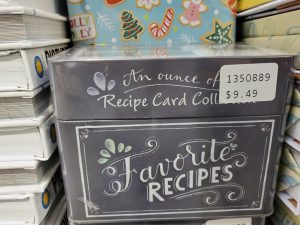 An ounce of
Recipe Card Coll
1350889
$9.49
Favorite
RECIPES